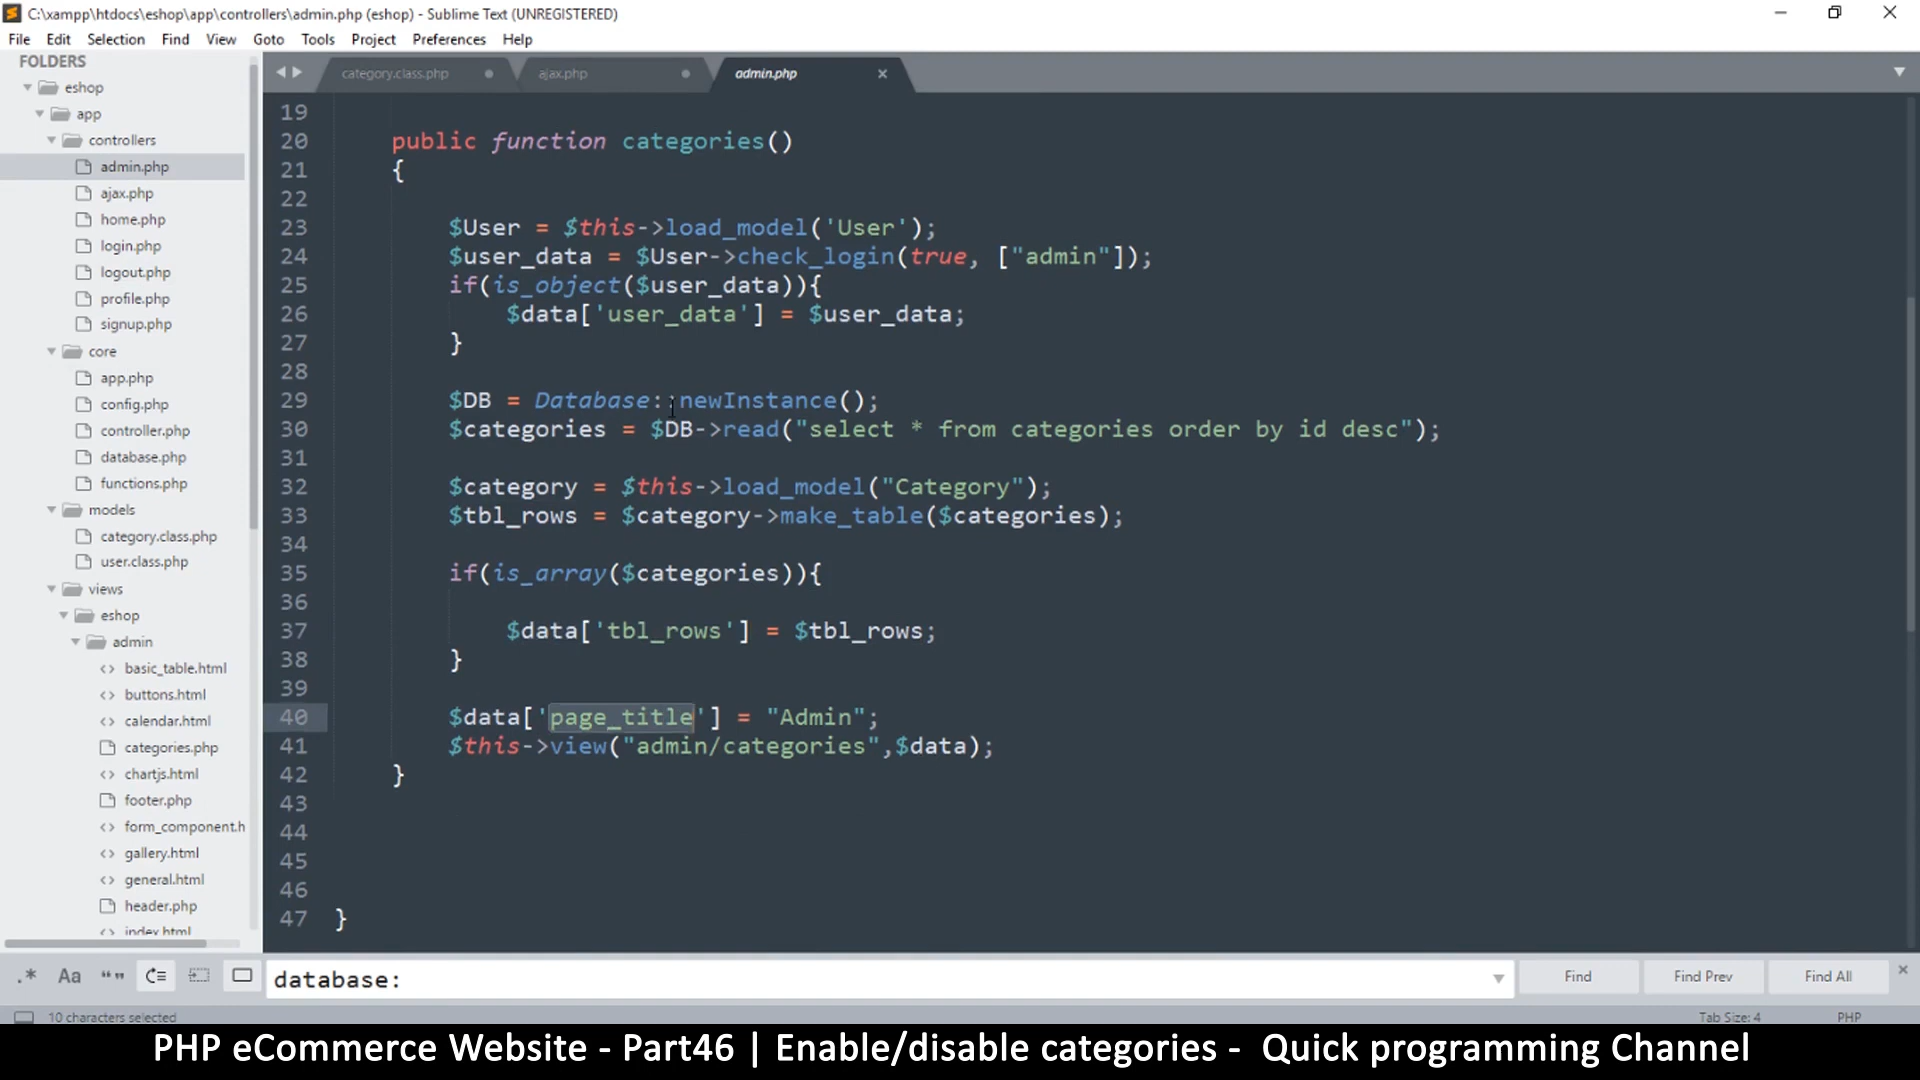 C:\xampp\htdocs\eshop\app\controllers\admin.php (eshop) - Sublime Text (UNREGISTERED)
File Edit Selection Find View Goto Tools Project Preferences Help
FOLDERS
eshop
app
controllers
admin.php
ajax.php
home.php
login.php
logout.php
profile.php
signup.php
core
app.php
config.php
controller.php
database.php
functions.php
models
category.class.php
user.class.php
views
eshop
admin
basic_table.html
buttons.html
calendar.html
categories.php
chartjs.html
footer.php
form_component.h
gallery.html
general.html
header.php
index.html
category.class.php ajax.php admin.php
19
20 public function categories()
21 {
22
23 $User = $this->load_model('User');
24 $user_data = $User->check_login(true, ["admin"]);
25 if(is_object($user_data)){
26 $data['user_data'] = $user_data;
27 }
28
29 $DB = Database::newInstance();
30 $categories = $DB->read("select * from categories order by id desc");
31
32 $category = $this->load_model("Category");
33 $tbl_rows = $category->make_table($categories);
34
35 if(is_array($categories)){
36
37 $data['tbl_rows'] = $tbl_rows;
38 }
39
40 $data['page_title'] = "Admin";
41 $this->view("admin/categories",$data);
42 }
43
44
45
46
47 }
.* Aa “” database: Find Find Prev Find All
10 characters selected Tab Size: 4 PHP
PHP eCommerce Website - Part46 | Enable/disable categories - Quick programming Channel